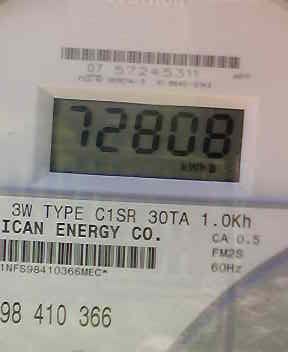 07 57245311
72808
3W TYPE C1SR 30TA 1.0Kh
ICAN ENERGY CO.
CA 0.5
FM2S
60Hz
1NFS98410366MEC*
98 410 366